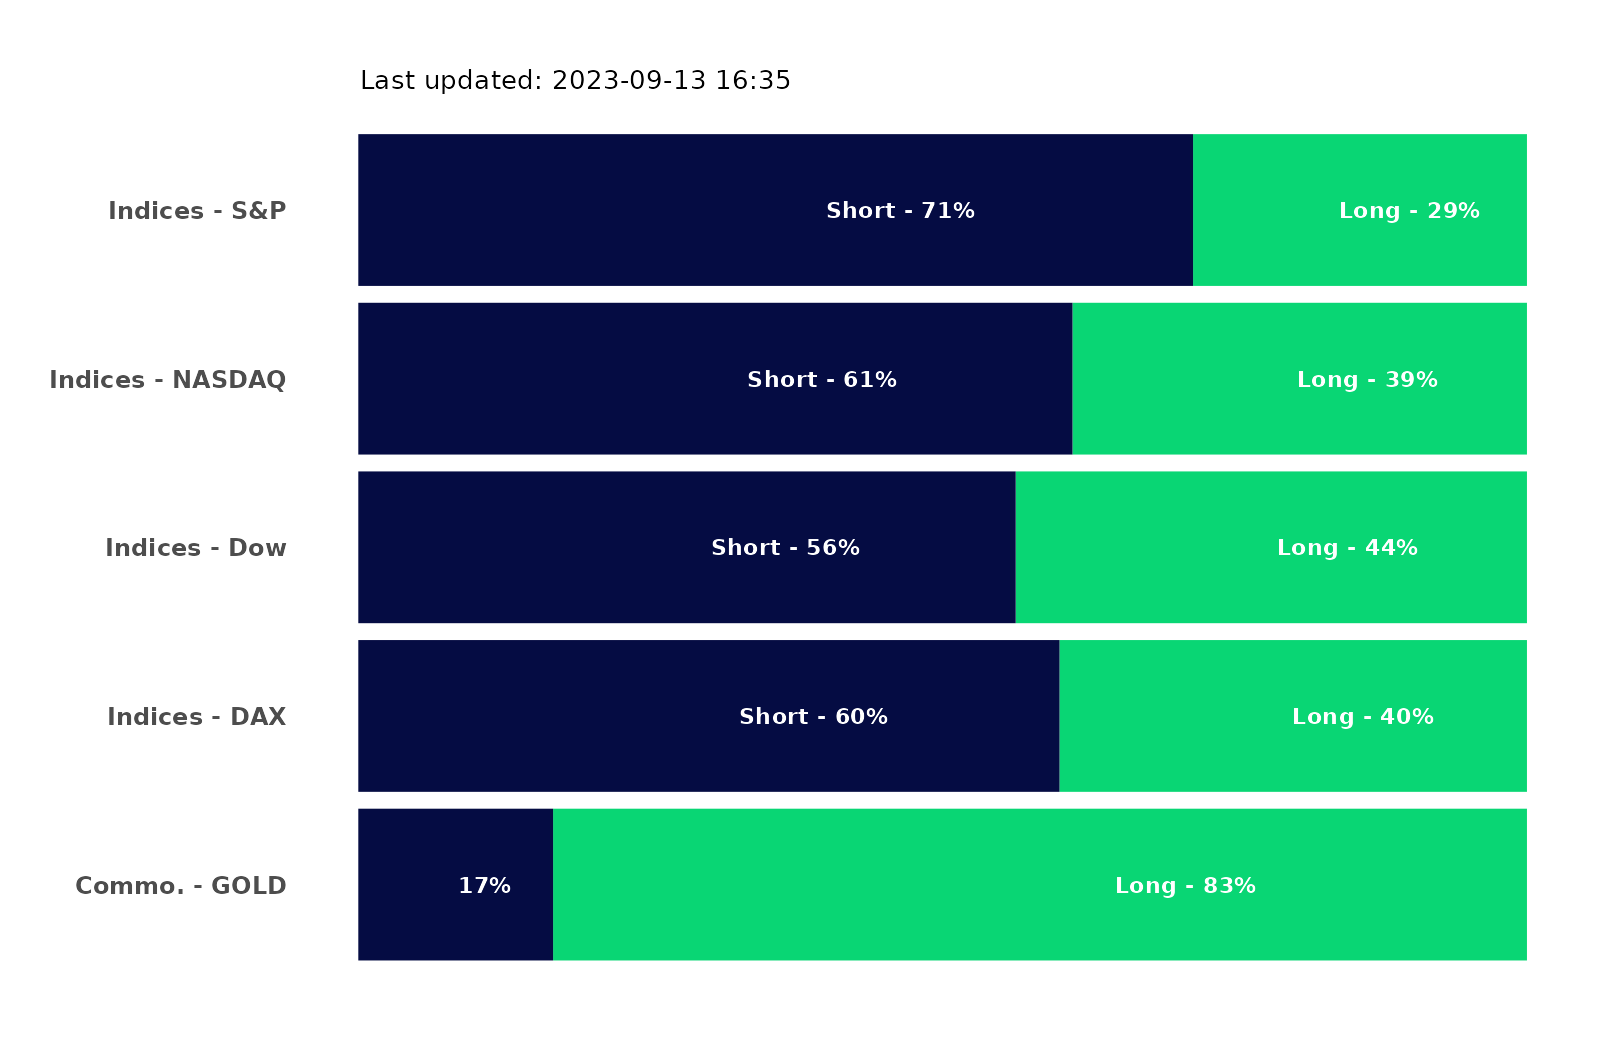 Last updated: 2023-09-13 16:35
Indices - S&P Short - 71% Long - 29%
Indices - NASDAQ Short - 61% Long - 39%
Indices - Dow Short - 56% Long - 44%
Indices - DAX Short - 60% Long - 40%
Commo. - GOLD 17% Long - 83%